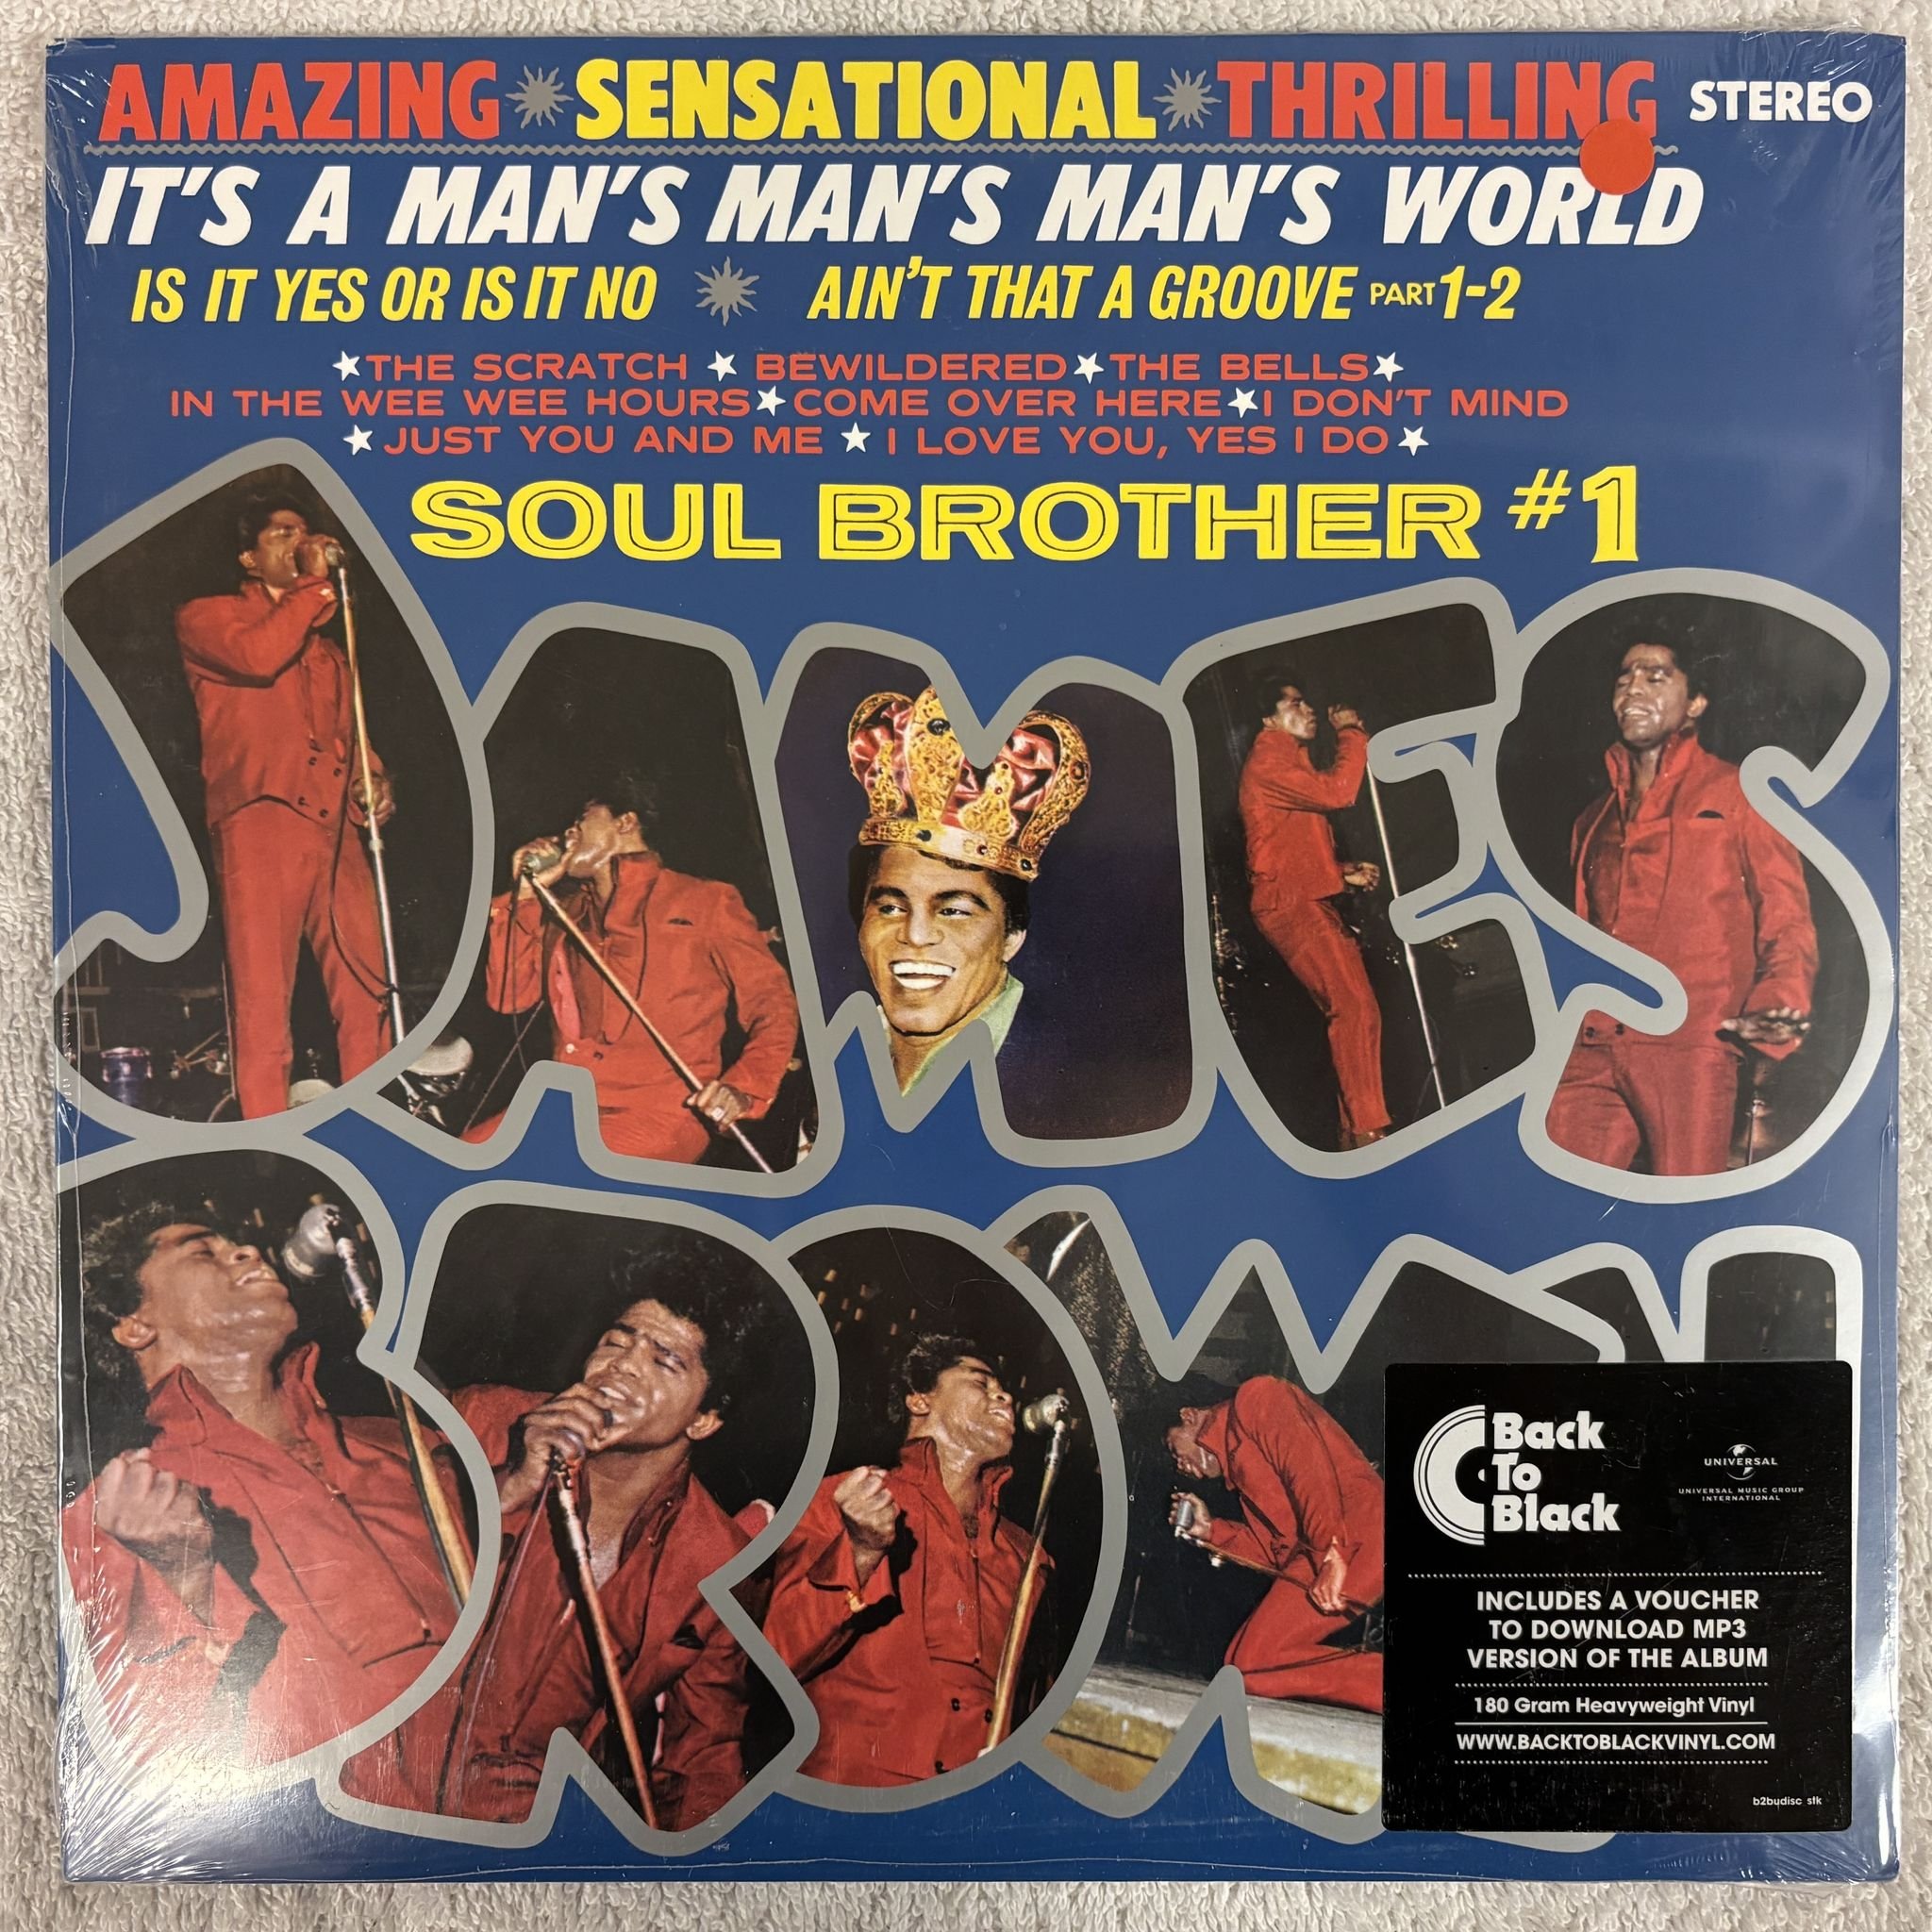 AMAZING SENSATIONAL THRILLING STEREO
IT'S A MAN'S MAN'S MAN'S WORLD
IS IT YES OR IS IT NO AIN'T THAT A GROOVE PART 1-2
★THE SCRATCH ★ BEWILDERED★THE BELLS★
IN THE WEE WEE HOURS★COME OVER HERE★I DON'T MIND
★JUST YOU AND ME ★ I LOVE YOU, YES I DO★
SOUL BROTHER #1
JAMES
BROWN
Back
To
Black
UNIVERSAL
UNIVERSAL MUSIC GROUP
INTERNATIONAL
INCLUDES A VOUCHER
TO DOWNLOAD MP3
VERSION OF THE ALBUM
180 Gram Heavyweight Vinyl
WWW.BACKTOBLACKVINYL.COM
b2budisc stk